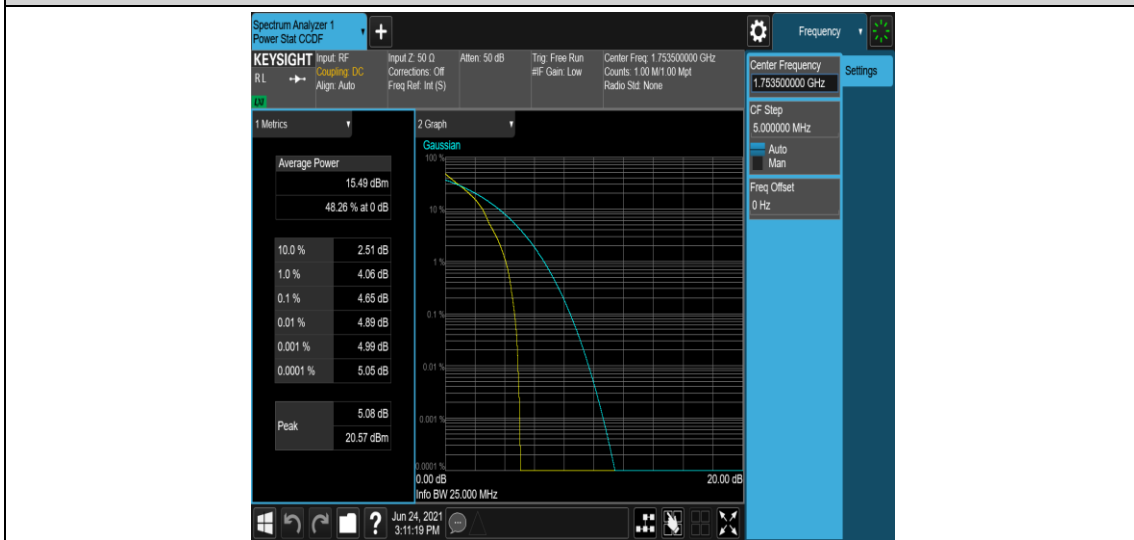 Spectrum Analyzer 1
Power Stat CCDF
+
Frequency
KEYSIGHT
RL
LXI
Input: RF
Coupling: DC
Align: Auto
Input Z: 50 Ω
Corrections: Off
Freq Ref: Int (S)
Atten: 50 dB
Trig: Free Run
#IF Gain: Low
Center Freq: 1.753500000 GHz
Counts: 1.00 M/1.00 Mpt
Radio Std: None
Center Frequency
1.753500000 GHz
Settings
CF Step
5.000000 MHz
Auto
Man
Freq Offset
0 Hz
1 Metrics
Average Power
15.49 dBm
48.26 % at 0 dB
10.0 % 2.51 dB
1.0 % 4.06 dB
0.1 % 4.65 dB
0.01 % 4.89 dB
0.001 % 4.99 dB
0.0001 % 5.05 dB
Peak
5.08 dB
20.57 dBm
2 Graph
Gaussian
100 %
10 %
1 %
0.1 %
0.01 %
0.001 %
0.0001 %
0.00 dB 20.00 dB
Info BW 25.000 MHz
?
Jun 24, 2021
3:11:19 PM